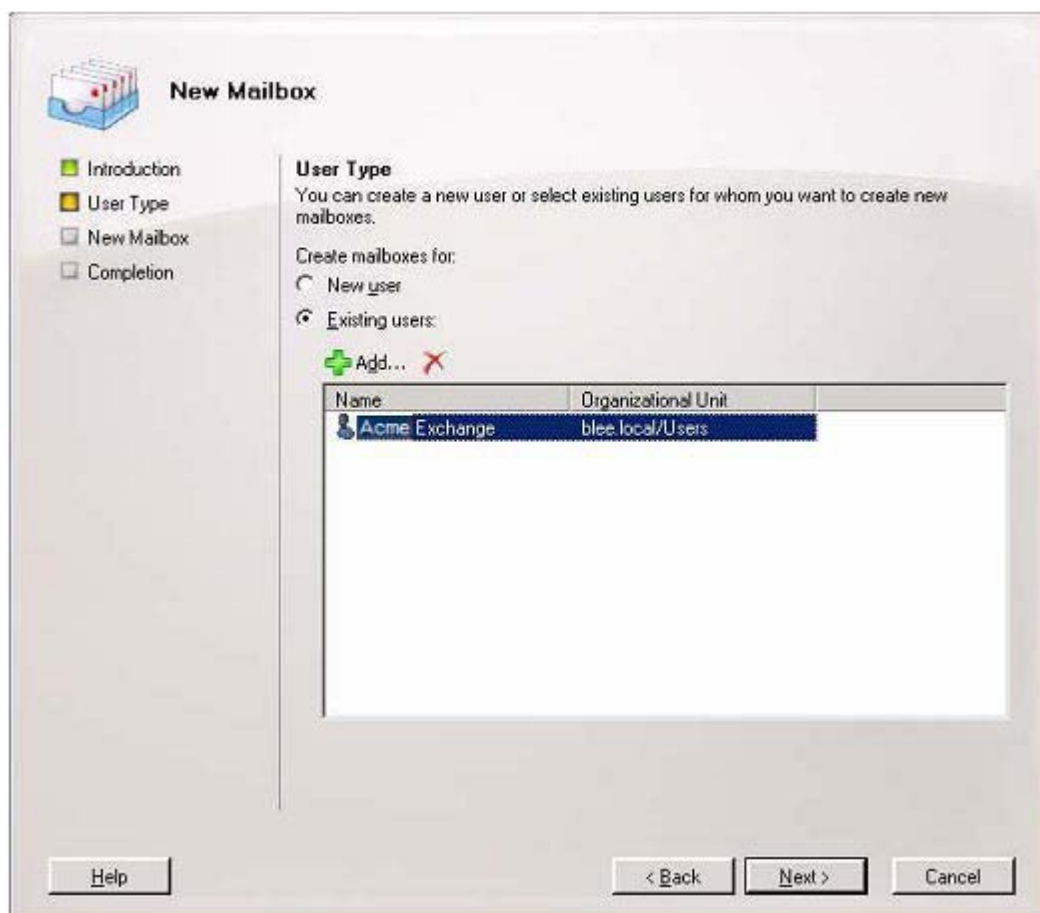 New Mailbox
Introduction
User Type
New Mailbox
Completion
User Type
You can create a new user or select existing users for whom you want to create new
mailboxes.
Create mailboxes for:
New user
Existing users:
Add...
Name Organizational Unit
Acme Exchange blee.local/Users
Help < Back Next > Cancel